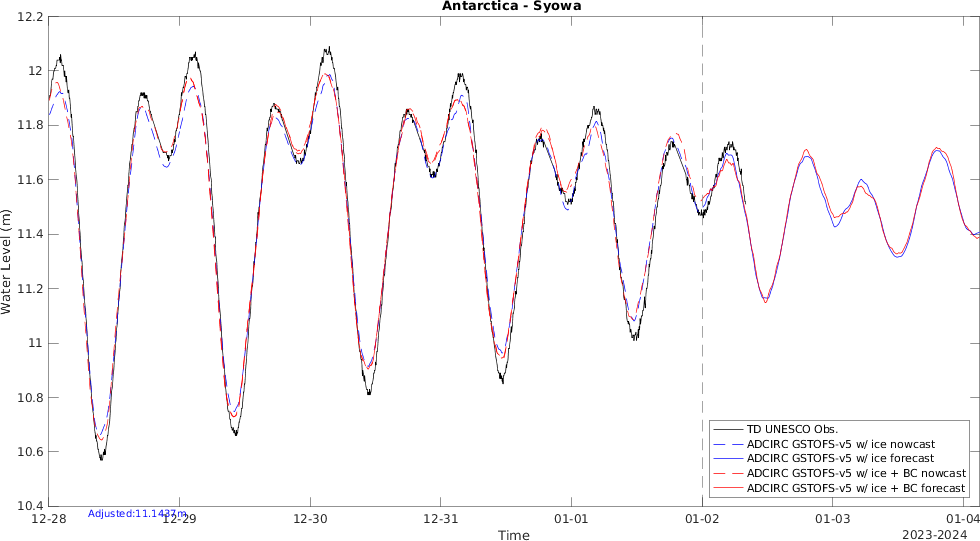 Antarctica - Syowa
12.2
12
11.8
11.6
11.4
11.2
11
10.8
10.6
10.4
Water Level (m)
TD UNESCO Obs.
ADCIRC GSTOFS-v5 w/ ice nowcast
ADCIRC GSTOFS-v5 w/ ice forecast
ADCIRC GSTOFS-v5 w/ ice + BC nowcast
ADCIRC GSTOFS-v5 w/ ice + BC forecast
12-28 12-29 12-30 12-31 01-01 01-02 01-03 01-04
Adjusted:11.1437m
Time
2023-2024